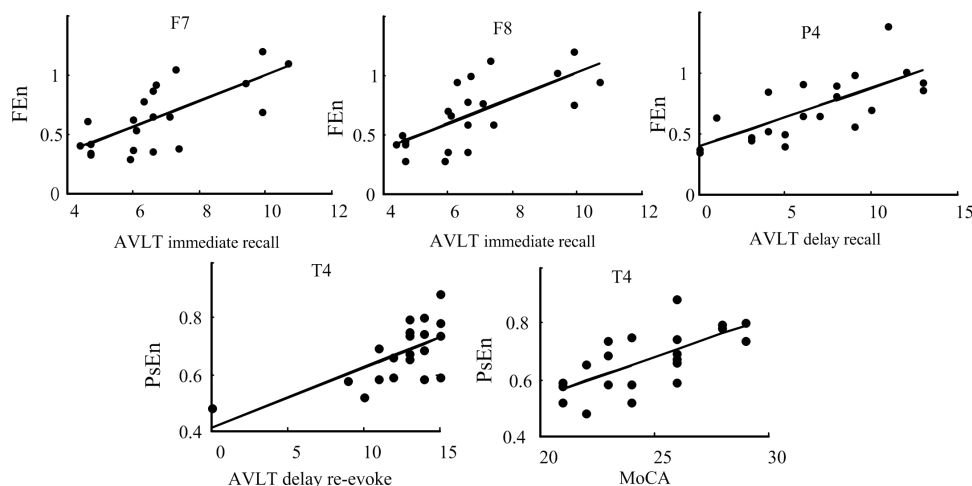 F7
FEn
1
0.5
0
4 6 8 10 12
AVLT immediate recall
F8
FEn
1
0.5
0
4 6 8 10 12
AVLT immediate recall
P4
FEn
1
0.5
0
0 5 10 15
AVLT delay recall
T4
PsEn
0.8
0.6
0.4
0 5 10 15
AVLT delay re-evoke
T4
PsEn
0.8
0.6
0.4
20 25 30
MoCA